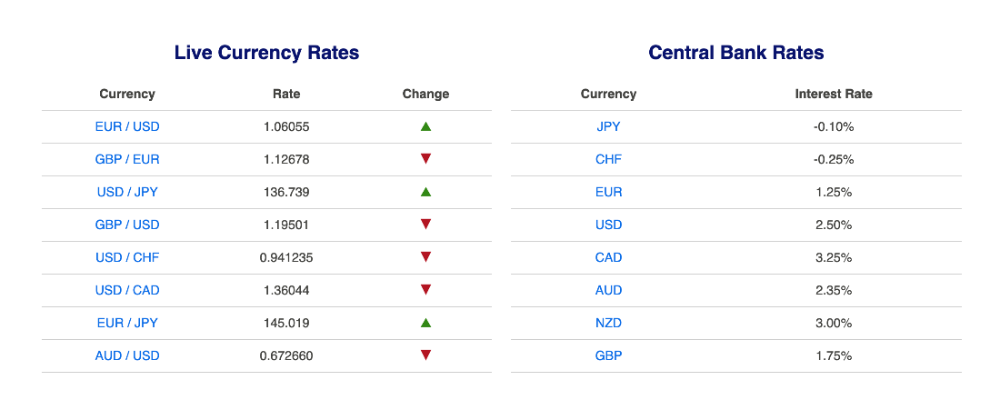 Live Currency Rates
Currency Rate Change
EUR / USD 1.06055 ▲
GBP / EUR 1.12678 ▼
USD / JPY 136.739 ▲
GBP / USD 1.19501 ▼
USD / CHF 0.941235 ▼
USD / CAD 1.36044 ▼
EUR / JPY 145.019 ▲
AUD / USD 0.672660 ▼
Central Bank Rates
Currency Interest Rate
JPY -0.10%
CHF -0.25%
EUR 1.25%
USD 2.50%
CAD 3.25%
AUD 2.35%
NZD 3.00%
GBP 1.75%